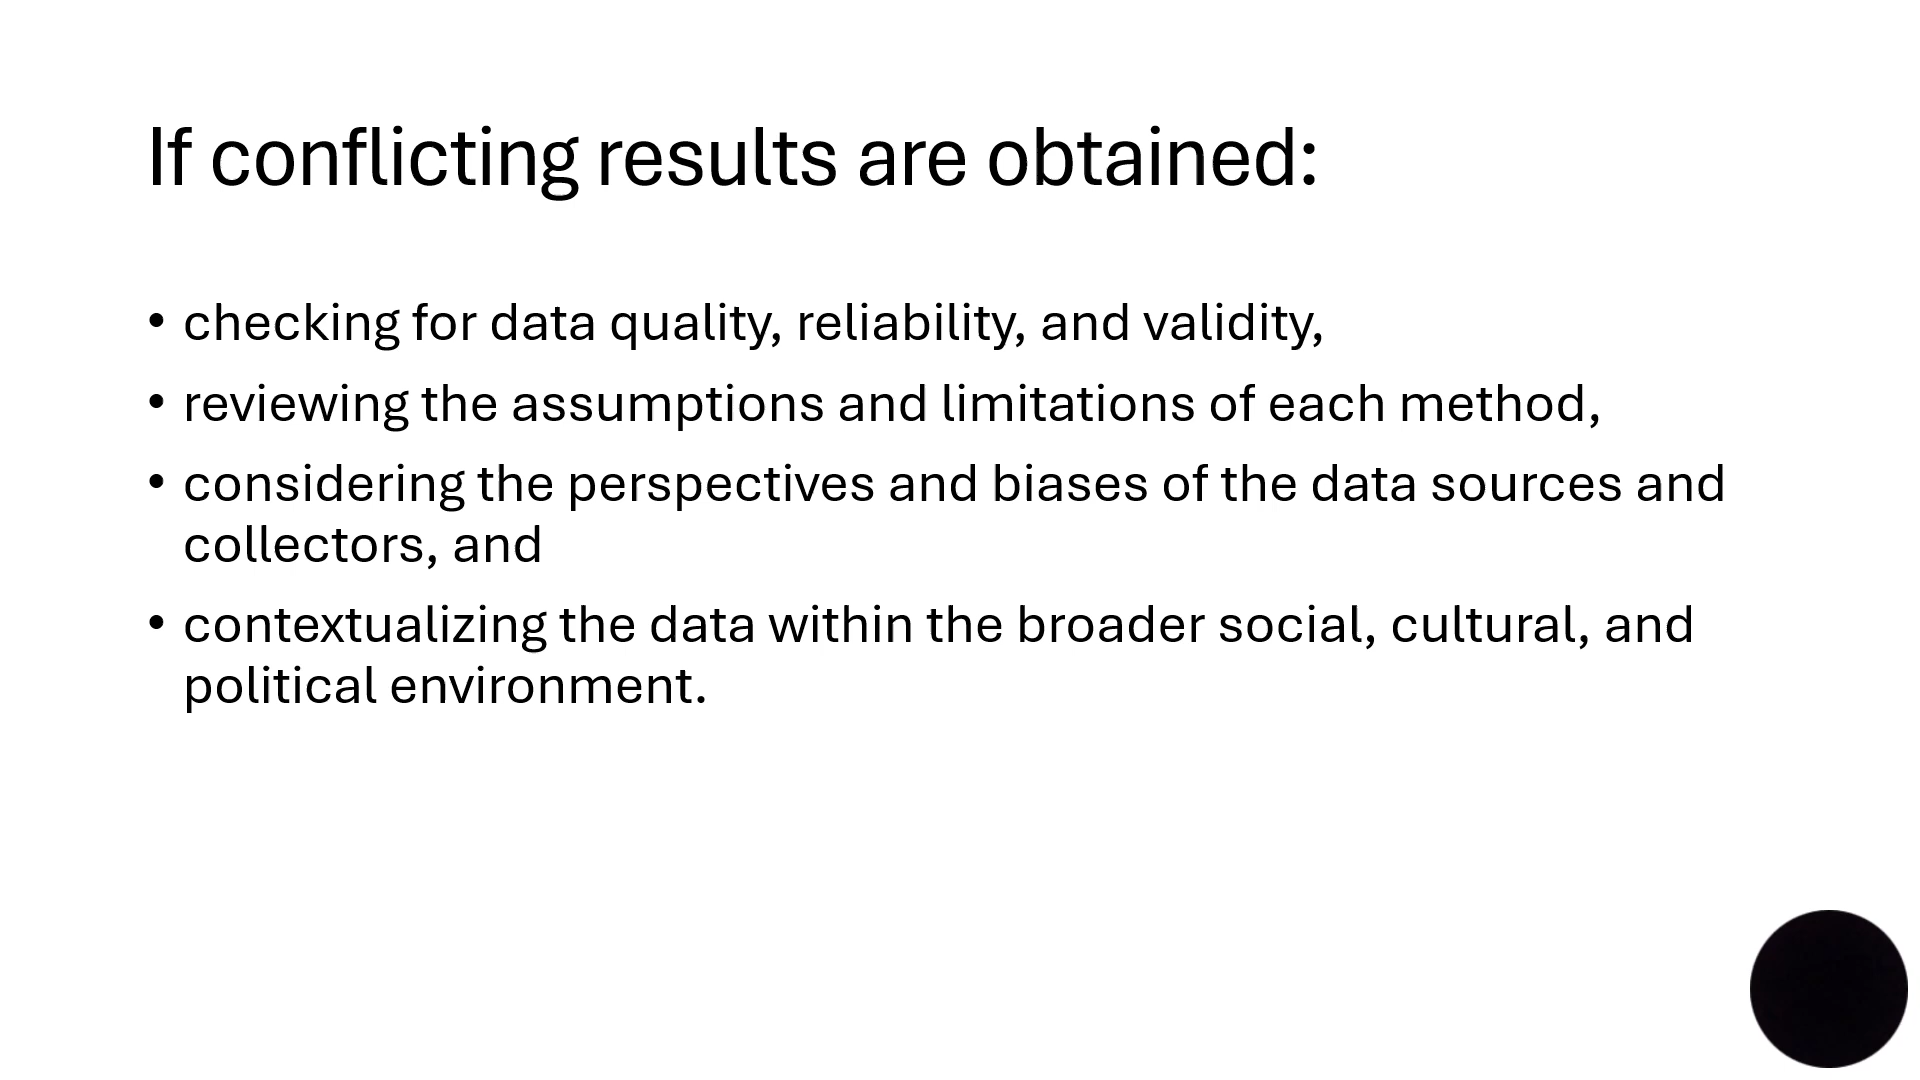 If conflicting results are obtained:
• checking for data quality, reliability, and validity,
• reviewing the assumptions and limitations of each method,
• considering the perspectives and biases of the data sources and
collectors, and
• contextualizing the data within the broader social, cultural, and
political environment.